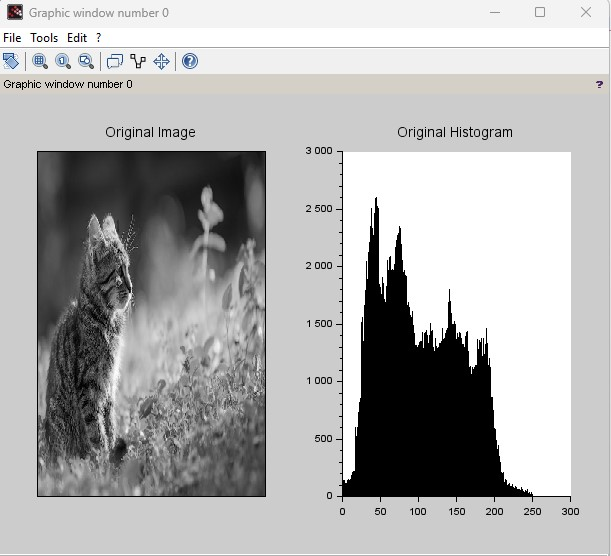 Graphic window number 0
File Tools Edit ?
Graphic window number 0
?
Original Image
Original Histogram
3 000
2 500
2 000
1 500
1 000
500
0
0 50 100 150 200 250 300